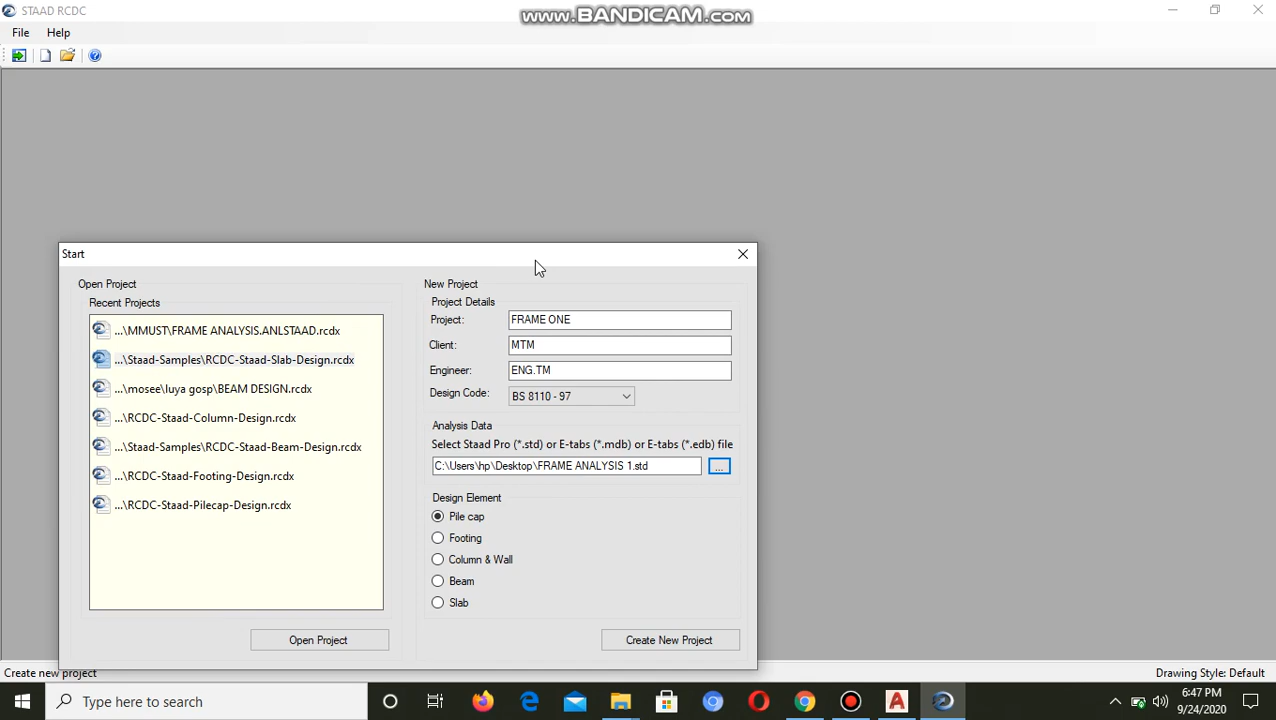 STAAD RCDC
www.BANDICAM.com
File Help
Start
Open Project
Recent Projects
...\MMUST\FRAME ANALYSIS.ANLSTAAD.rcdx
...\Staad-Samples\RCDC-Staad-Slab-Design.rcdx
...\mosee\luya gosp\BEAM DESIGN.rcdx
...\RCDC-Staad-Column-Design.rcdx
...\Staad-Samples\RCDC-Staad-Beam-Design.rcdx
...\RCDC-Staad-Footing-Design.rcdx
...\RCDC-Staad-Pilecap-Design.rcdx
Open Project
New Project
Project Details
Project: FRAME ONE
Client: MTM
Engineer: ENG.TM
Design Code: BS 8110 - 97
Analysis Data
Select Staad Pro (*.std) or E-tabs (*.mdb) or E-tabs (*.edb) file
C:\Users\hp\Desktop\FRAME ANALYSIS 1.std ...
Design Element
Pile cap
Footing
Column & Wall
Beam
Slab
Create New Project
Create new project
Drawing Style: Default
Type here to search
6:47 PM
9/24/2020